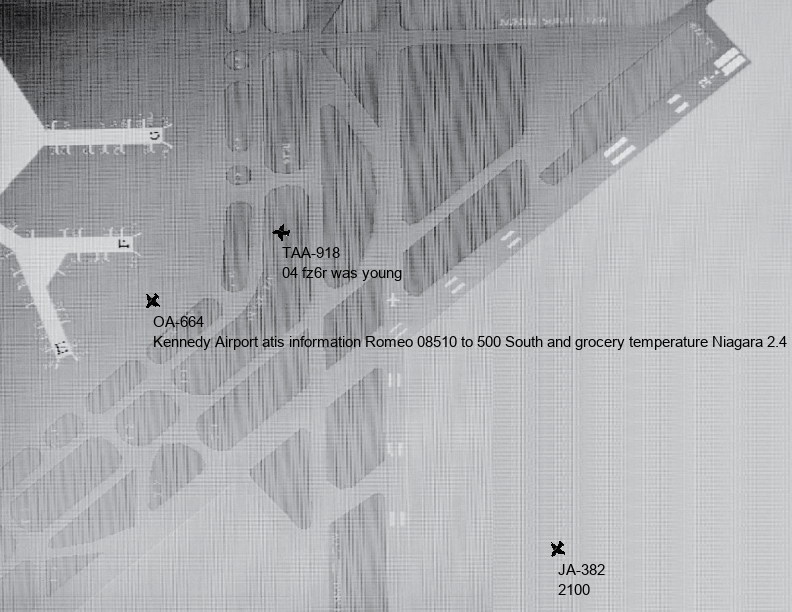 G
F
E
TAA-918
04 fz6r was young
OA-664
Kennedy Airport atis information Romeo 08510 to 500 South and grocery temperature Niagara 2.4
JA-382
2100